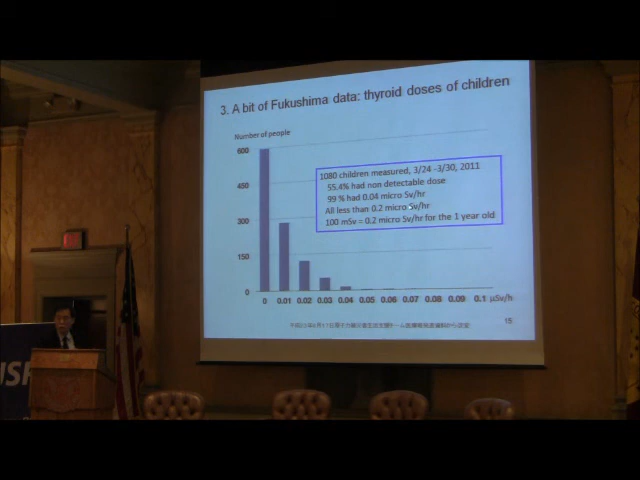 3. A bit of Fukushima data: thyroid doses of children
Number of people
600
450
300
150
0
1080 children measured, 3/24 -3/30, 2011
55.4% had non detectable dose
99 % had 0.04 micro Sv/hr
All less than 0.2 micro Sv/hr
100 mSv = 0.2 micro Sv/hr for the 1 year old
0 0.01 0.02 0.03 0.04 0.05 0.06 0.07 0.08 0.09 0.1 μSv/h
15